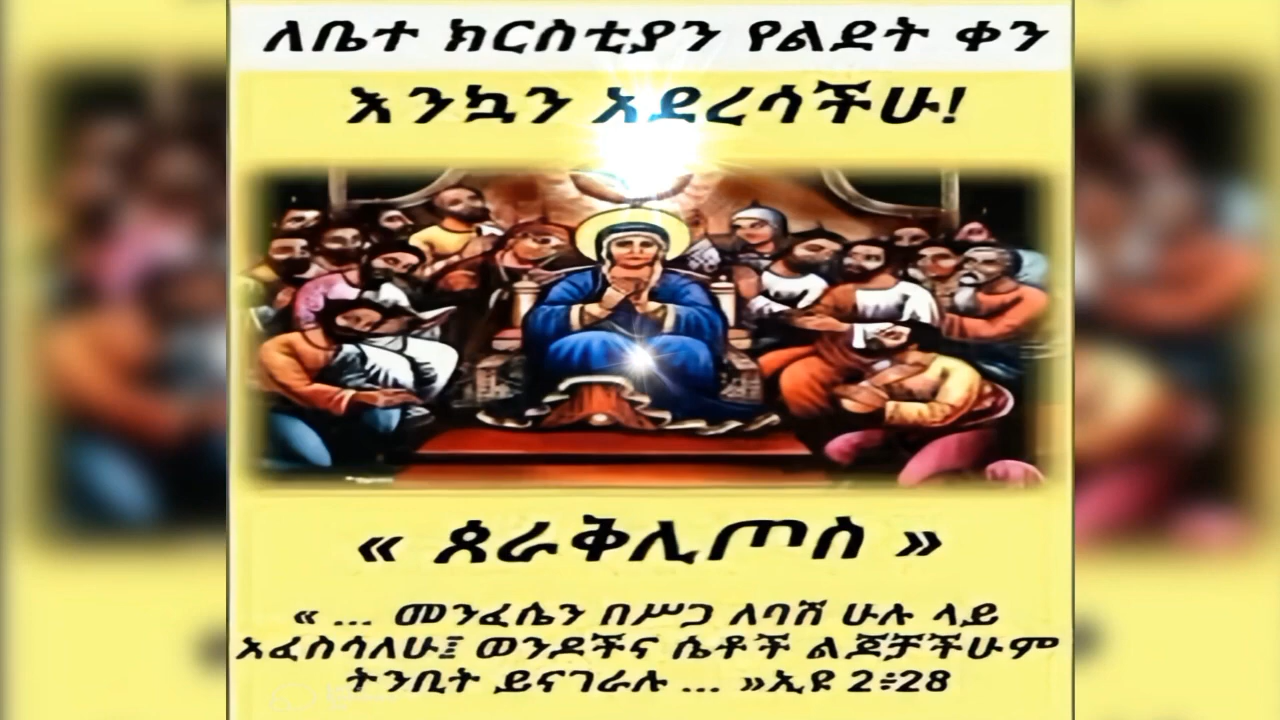 ለቤተ ክርስቲያን የልደት ቀን
እንኳን አደረሳችሁ!
« ጰራቅሊጦስ »
« ... መንፈሴን በሥጋ ለባሽ ሁሉ ላይ
አፈስሳለሁ፤ ወንዶችና ሴቶች ልጆቻችሁም
ትንቢት ይናገራሉ ... »ኢዩ 2፥28